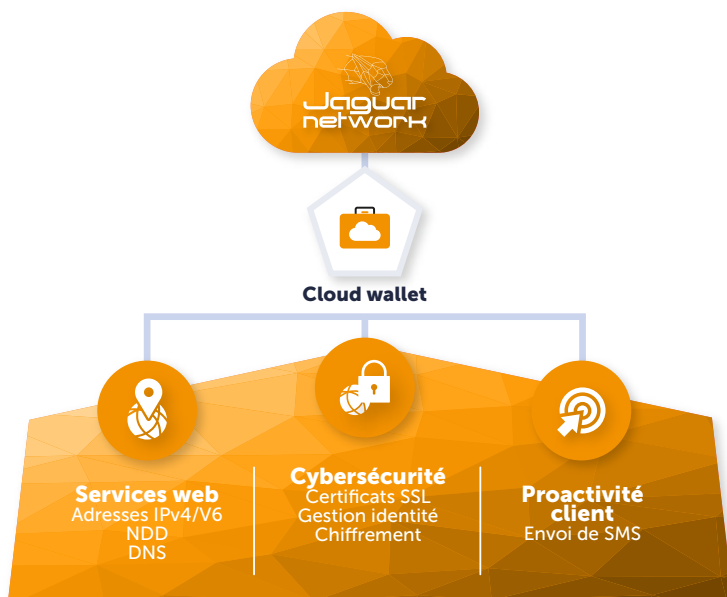 Jaguar
network
Cloud wallet
Services web
Adresses IPv4/V6
NDD
DNS
Cybersécurité
Certificats SSL
Gestion identité
Chiffrement
Proactivité
client
Envoi de SMS